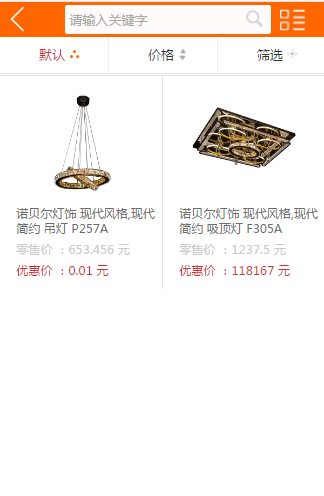 请输入关键字
默认 价格 筛选
诺贝尔灯饰 现代风格,现代
简约 吊灯 P257A
零售价 ：653.456 元
优惠价 ：0.01 元
诺贝尔灯饰 现代风格,现代
简约 吸顶灯 F305A
零售价 ：1237.5 元
优惠价 ：118167 元